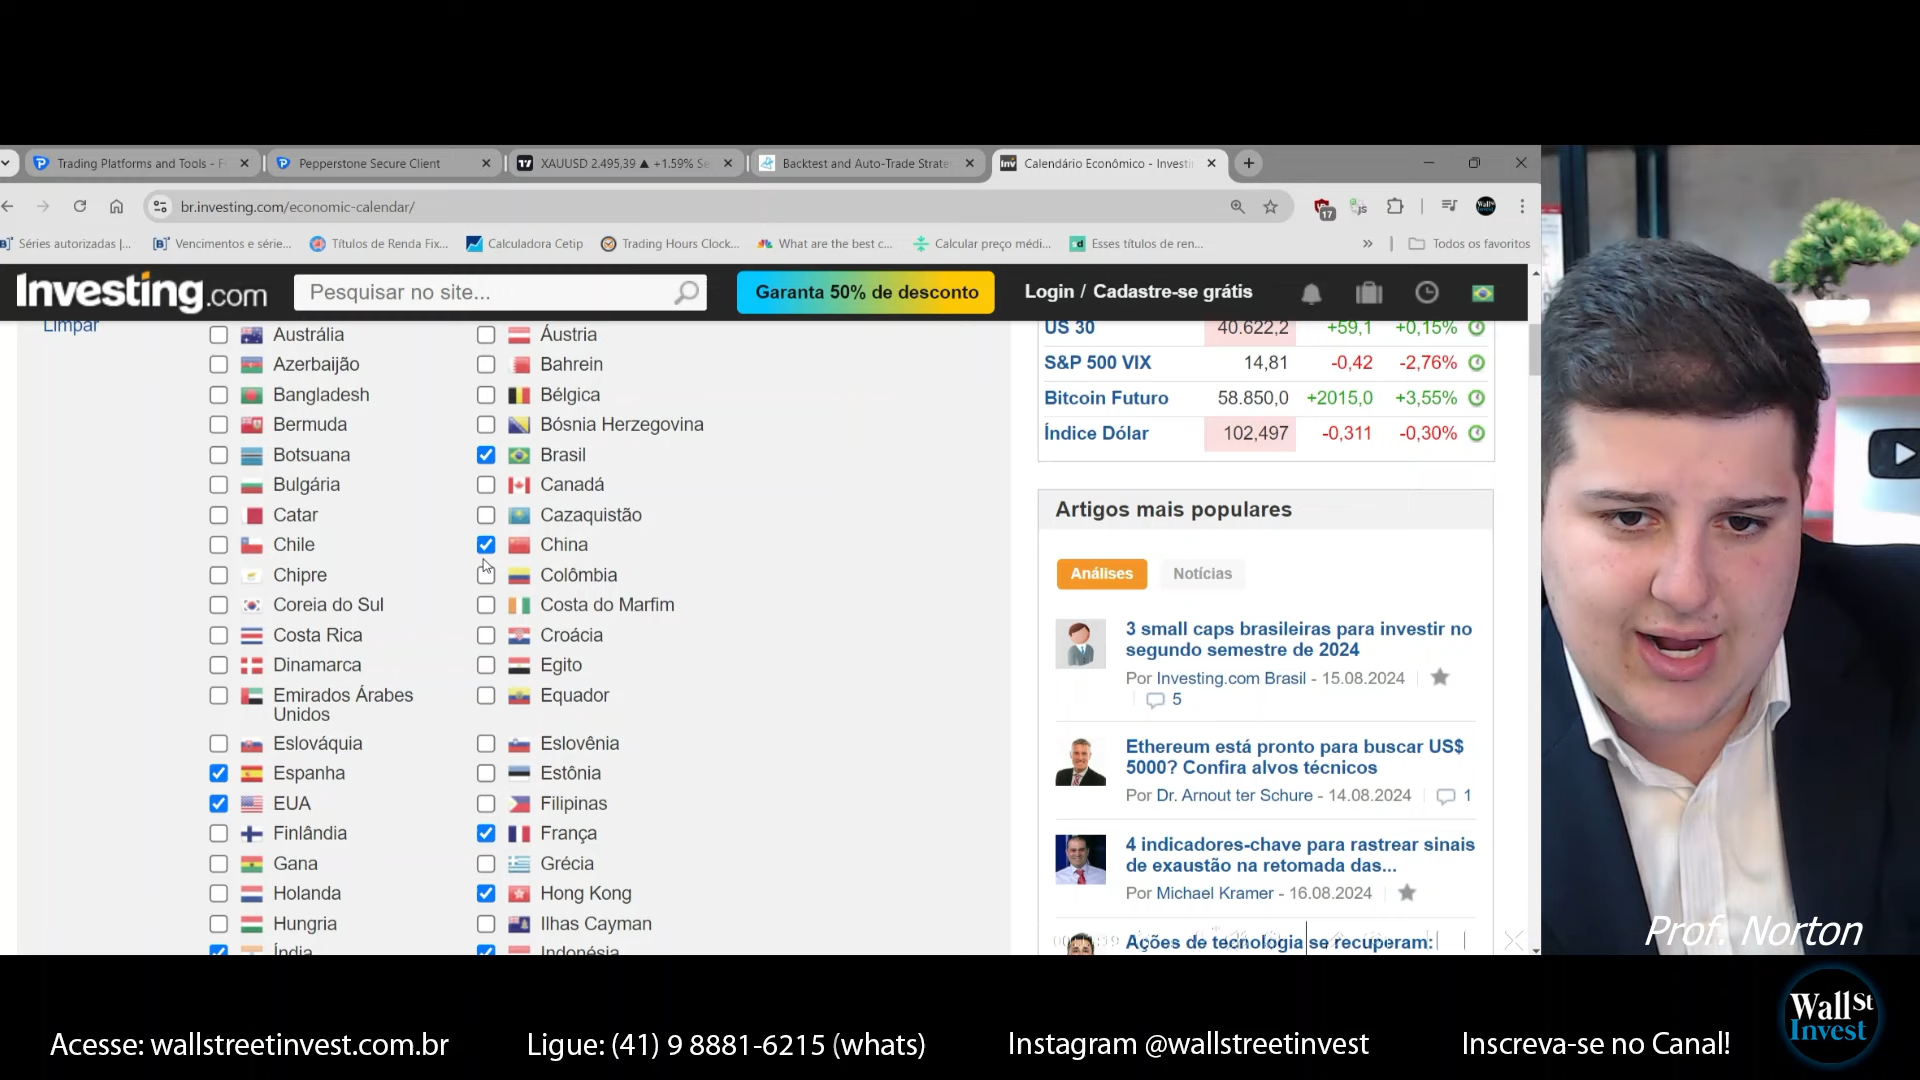 Trading Platforms and Tools - F
Pepperstone Secure Client
XAUUSD 2.495,39 ▲ +1.59% Se
Backtest and Auto-Trade Strate
Calendário Econômico - Investi
br.investing.com/economic-calendar/
17
Séries autorizadas |...
Vencimentos e série...
Títulos de Renda Fix...
Calculadora Cetip
Trading Hours Clock...
What are the best c...
Calcular preço médi...
Esses títulos de ren...
Todos os favoritos
Investing.com
Pesquisar no site...
Garanta 50% de desconto
Login / Cadastre-se grátis
Limpar
Austrália
Áustria
Azerbaijão
Bahrein
Bangladesh
Bélgica
Bermuda
Bósnia Herzegovina
Botsuana
Brasil
Bulgária
Canadá
Catar
Cazaquistão
Chile
China
Chipre
Colômbia
Coreia do Sul
Costa do Marfim
Costa Rica
Croácia
Dinamarca
Egito
Emirados Árabes
Unidos
Equador
Eslováquia
Eslovênia
Espanha
Estônia
EUA
Filipinas
Finlândia
França
Gana
Grécia
Holanda
Hong Kong
Hungria
Ilhas Cayman
Índia
Indonésia
US 30 40.622,2 +59,1 +0,15%
S&P 500 VIX 14,81 -0,42 -2,76%
Bitcoin Futuro 58.850,0 +2015,0 +3,55%
Índice Dólar 102,497 -0,311 -0,30%
Artigos mais populares
Análises
Notícias
3 small caps brasileiras para investir no
segundo semestre de 2024
Por Investing.com Brasil - 15.08.2024
5
Ethereum está pronto para buscar US$
5000? Confira alvos técnicos
Por Dr. Arnout ter Schure - 14.08.2024 1
4 indicadores-chave para rastrear sinais
de exaustão na retomada das...
Por Michael Kramer - 16.08.2024
Ações de tecnologia se recuperam:
Prof. Norton
Wall St
Invest
Acesse: wallstreetinvest.com.br
Ligue: (41) 9 8881-6215 (whats)
Instagram @wallstreetinvest
Inscreva-se no Canal!